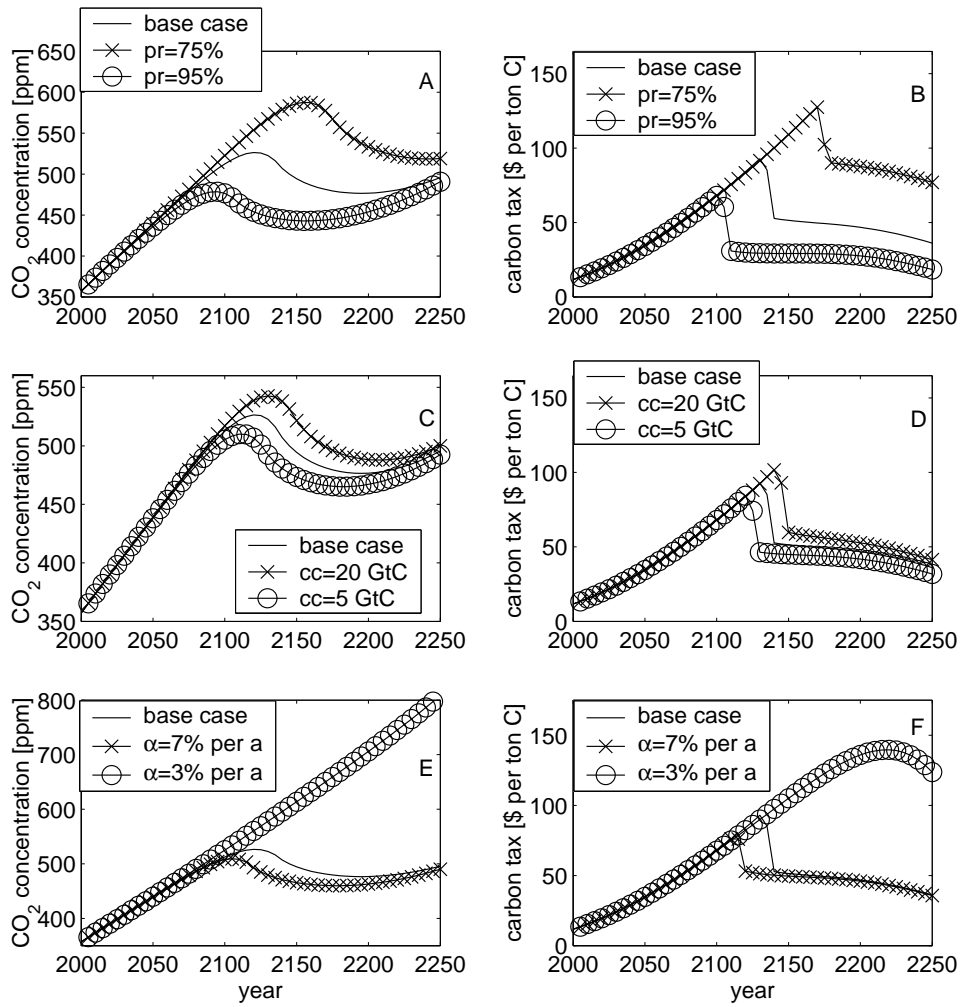 base case
pr=75%
pr=95%
A
CO2 concentration [ppm]
650
600
550
500
450
400
350
2000 2050 2100 2150 2200 2250
base case
pr=75%
pr=95%
B
carbon tax [$ per ton C]
150
100
50
0
2000 2050 2100 2150 2200 2250
C
CO2 concentration [ppm]
550
500
450
400
350
base case
cc=20 GtC
cc=5 GtC
2000 2050 2100 2150 2200 2250
base case
cc=20 GtC
cc=5 GtC
D
carbon tax [$ per ton C]
150
100
50
0
2000 2050 2100 2150 2200 2250
base case
α=7% per a
α=3% per a
E
CO2 concentration [ppm]
800
700
600
500
400
2000 2050 2100 2150 2200 2250
year
base case
α=7% per a
α=3% per a
F
carbon tax [$ per ton C]
150
100
50
0
2000 2050 2100 2150 2200 2250
year